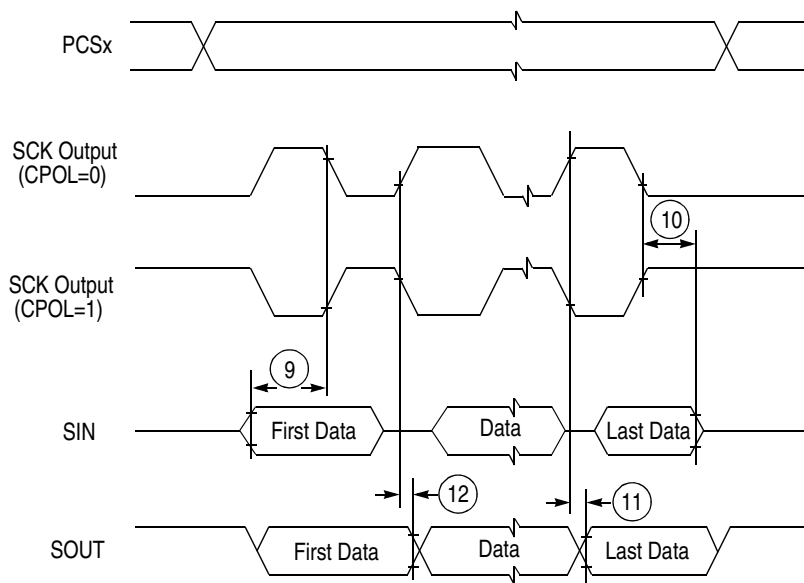 PCSx
SCK Output
(CPOL=0)
10
SCK Output
(CPOL=1)
9
SIN
First Data
Data
Last Data
12
11
SOUT
First Data
Data
Last Data